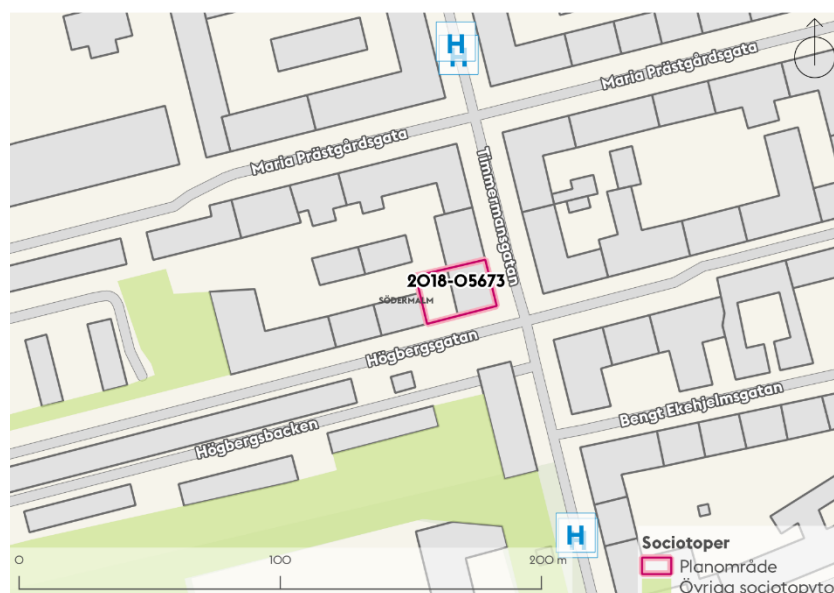 H
H
Maria Prästgårdsgata
Maria Prästgårdsgata
Timmermansgatan
2018-05673
SÖDERMALM
Högbergsgatan
Bengt Ekehjelmsgatan
Högbergsbacken
H
H
0 100 200 m
Sociotoper
Planområde
Övriga sociotopyto